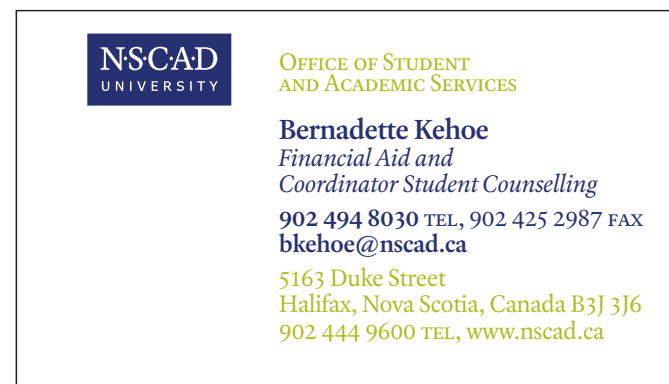 N·S·C·A·D
UNIVERSITY
Office of Student
and Academic Services
Bernadette Kehoe
Financial Aid and
Coordinator Student Counselling
902 494 8030 TEL, 902 425 2987 FAX
bkehoe@nscad.ca
5163 Duke Street
Halifax, Nova Scotia, Canada B3J 3J6
902 444 9600 TEL, www.nscad.ca